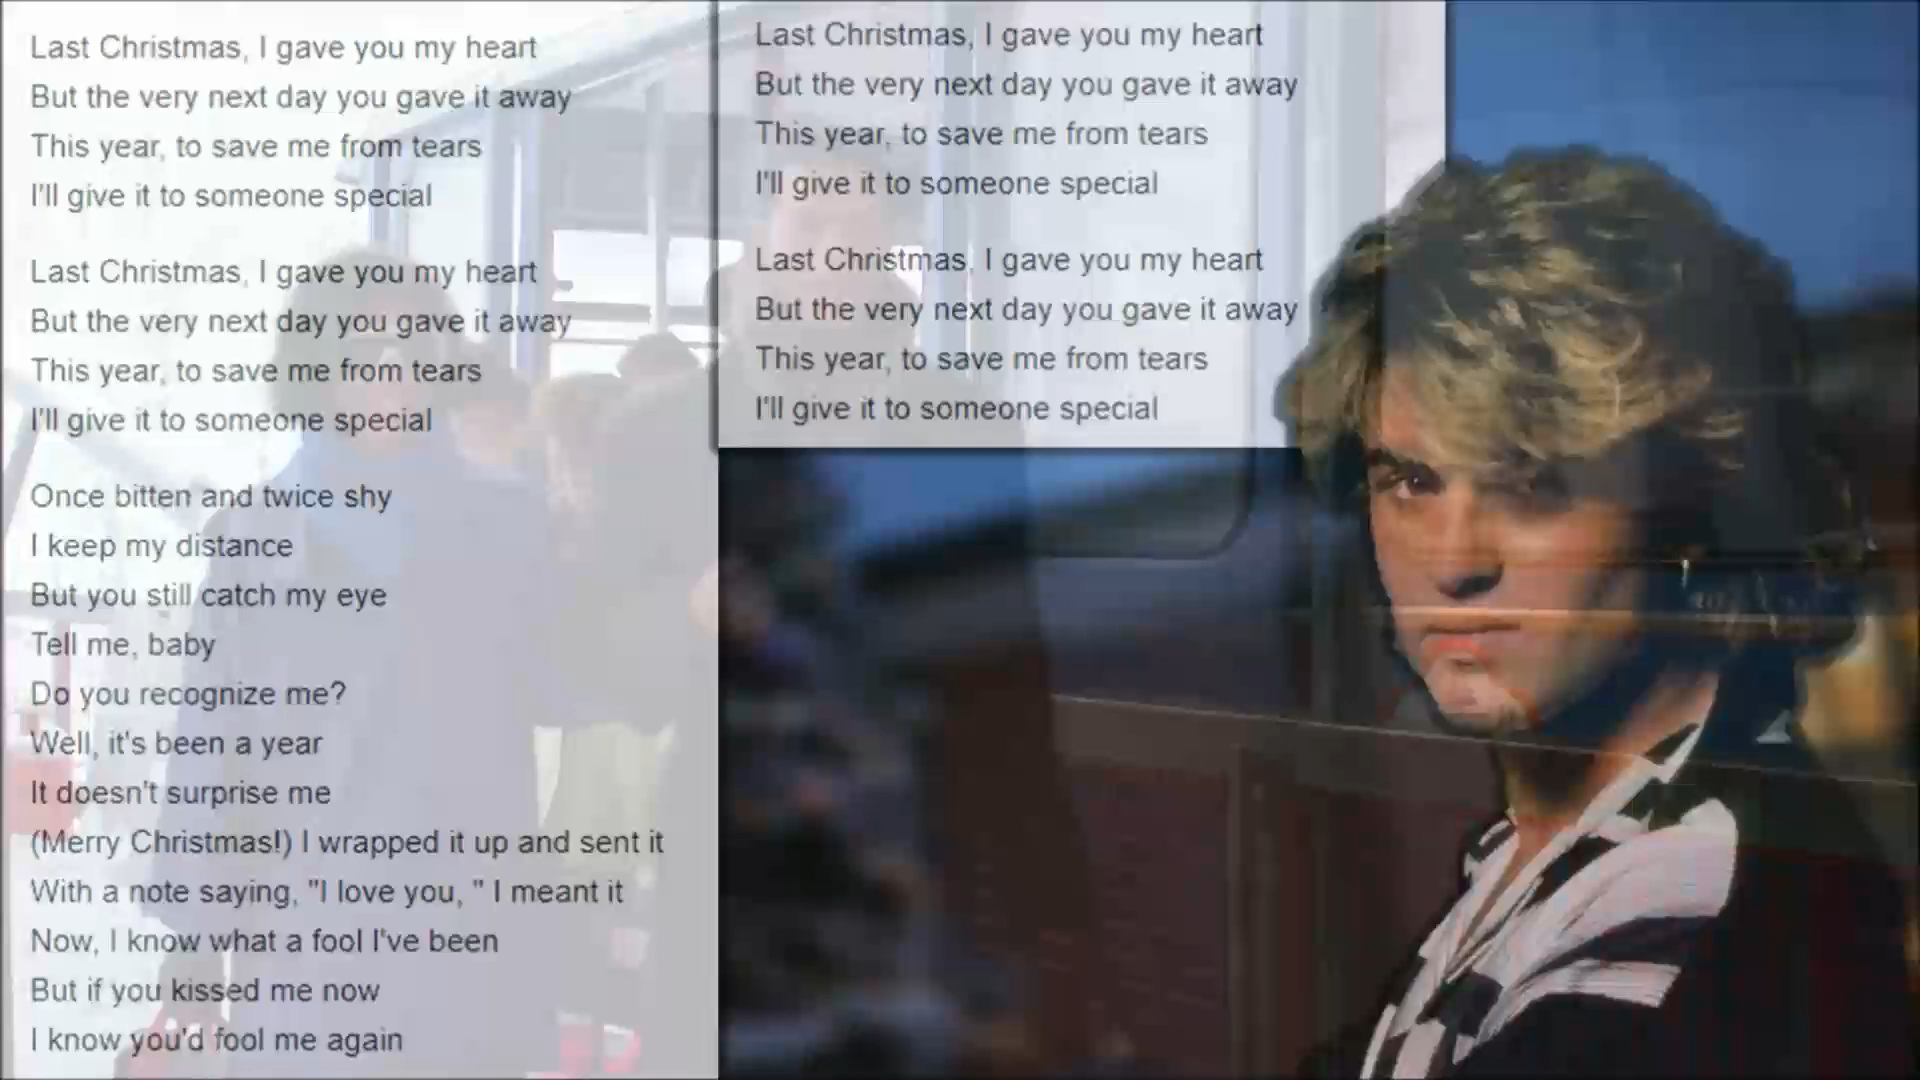 Last Christmas, I gave you my heart
But the very next day you gave it away
This year, to save me from tears
I'll give it to someone special
Last Christmas, I gave you my heart
But the very next day you gave it away
This year, to save me from tears
I'll give it to someone special
Once bitten and twice shy
I keep my distance
But you still catch my eye
Tell me, baby
Do you recognize me?
Well, it's been a year
It doesn't surprise me
(Merry Christmas!) I wrapped it up and sent it
With a note saying, "I love you, " I meant it
Now, I know what a fool I've been
But if you kissed me now
I know you'd fool me again
Last Christmas, I gave you my heart
But the very next day you gave it away
This year, to save me from tears
I'll give it to someone special
Last Christmas, I gave you my heart
But the very next day you gave it away
This year, to save me from tears
I'll give it to someone special